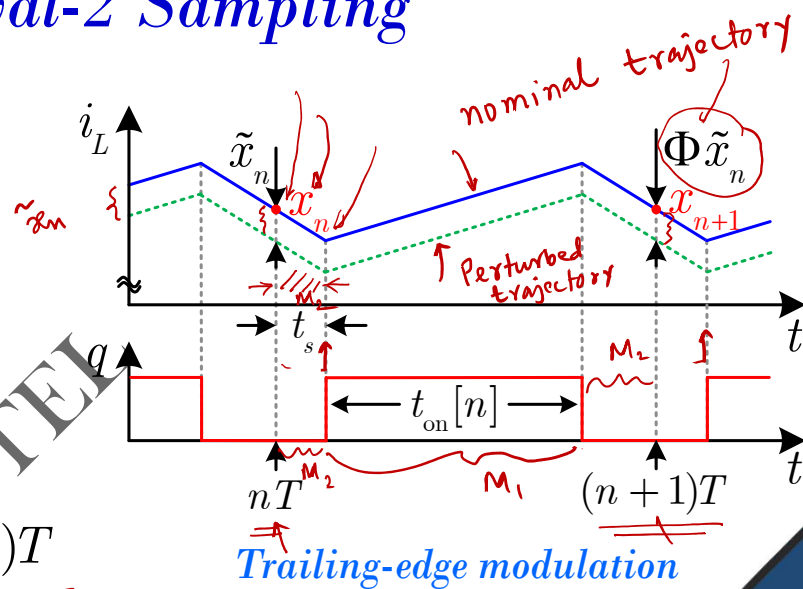 val-2 Sampling
nominal trajectory
i_L
x̃_n
Φx̃_n
x̃n {
x_n
x_{n+1}
Perturbed
trajectory
M₂
t_s
t
q
M₂
t_on[n]
TEL
M₂
M₁
t
nT
(n + 1)T
)T
Trailing-edge modulation